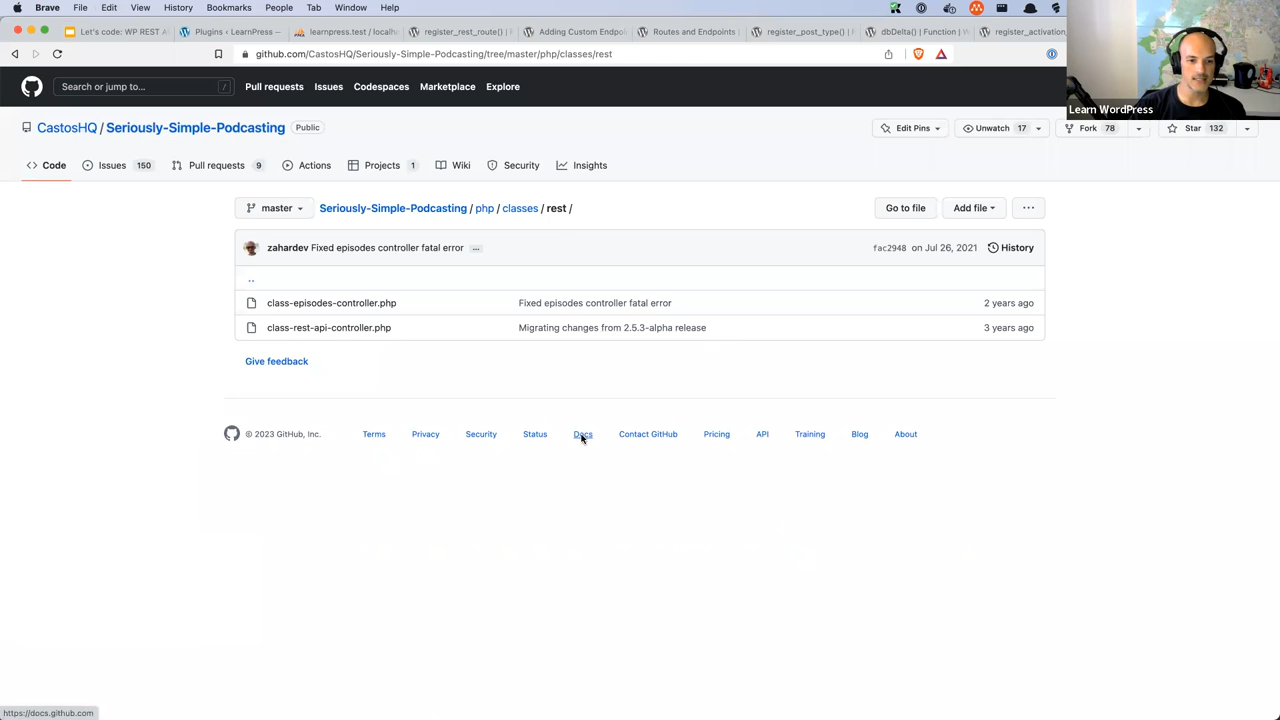 Brave File Edit View History Bookmarks People Tab Window Help
Let's code: WP REST A
Plugins ‹ LearnPress —
learnpress.test / localh
register_rest_route() |
Adding Custom Endpoi
Routes and Endpoints |
register_post_type() |
dbDelta() | Function |
register_activation_
github.com/CastosHQ/Seriously-Simple-Podcasting/tree/master/php/classes/rest
Learn WordPress
Search or jump to... /
Pull requests Issues Codespaces Marketplace Explore
CastosHQ / Seriously-Simple-Podcasting Public
Edit Pins Unwatch 17 Fork 78 Star 132
Code Issues 150 Pull requests 9 Actions Projects 1 Wiki Security Insights
master Seriously-Simple-Podcasting / php / classes / rest / Go to file Add file ...
zahardev Fixed episodes controller fatal error ... fac2948 on Jul 26, 2021 History
..
class-episodes-controller.php Fixed episodes controller fatal error 2 years ago
class-rest-api-controller.php Migrating changes from 2.5.3-alpha release 3 years ago
Give feedback
© 2023 GitHub, Inc. Terms Privacy Security Status Docs Contact GitHub Pricing API Training Blog About
https://docs.github.com